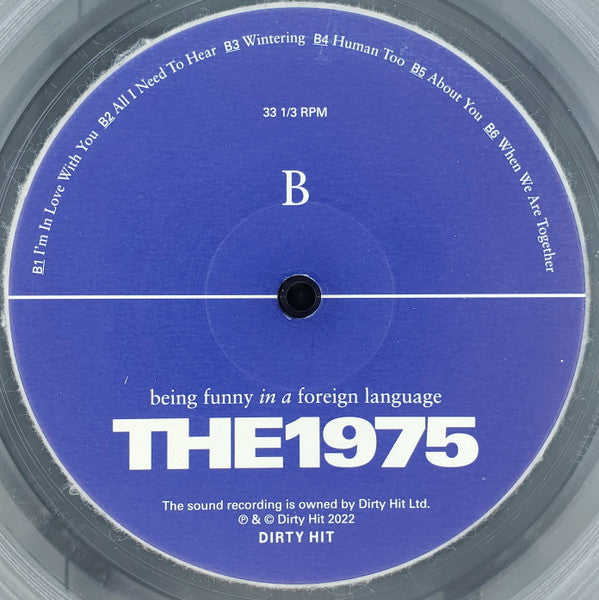 B1 I'm In Love With You B2 All I Need To Hear B3 Wintering B4 Human Too B5 About You B6 When We Are Together
33 1/3 RPM
B
being funny in a foreign language
THE1975
The sound recording is owned by Dirty Hit Ltd.
℗ & © Dirty Hit 2022
DIRTY HIT